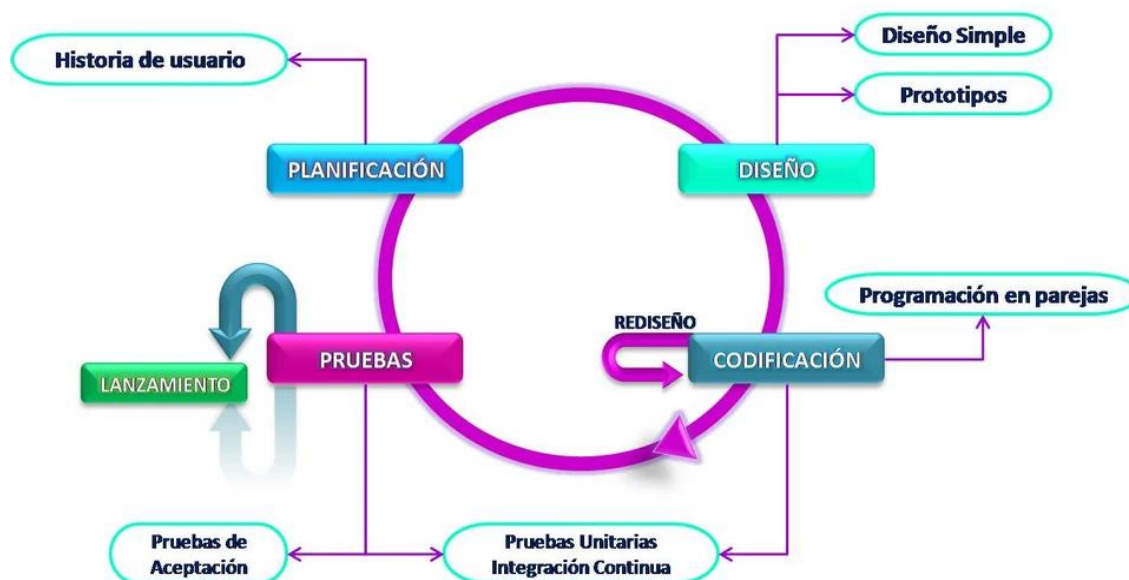 Historia de usuario
Diseño Simple
Prototipos
PLANIFICACIÓN
DISEÑO
Programación en parejas
REDISEÑO
PRUEBAS
CODIFICACIÓN
LANZAMIENTO
Pruebas de
Aceptación
Pruebas Unitarias
Integración Continua